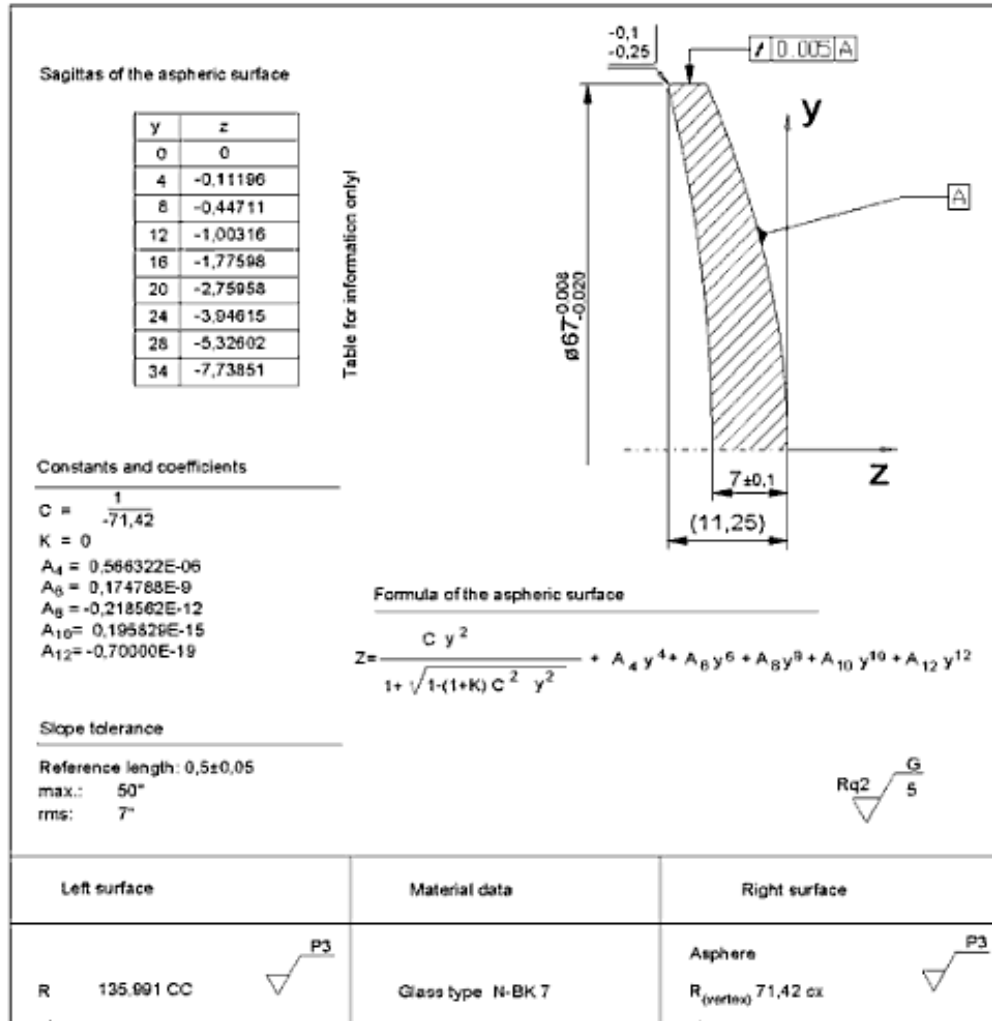 Sagittas of the aspheric surface
y z
0 0
4 -0,11196
8 -0,44711
12 -1,00316
16 -1,77598
20 -2,75958
24 -3,94615
28 -5,32602
34 -7,73851
Table for information only!
-0,1
-0,25
0.005 A
y
A
ø67 -0.008 -0.020
z
7±0,1
(11,25)
Constants and coefficients
C = 1 / -71,42
K = 0
A4 = 0,566322E-06
A6 = 0,174788E-9
A8 = -0,218562E-12
A10= 0,195829E-15
A12= -0,70000E-19
Formula of the aspheric surface
Z= C y² / 1+ √1-(1+K) C² y² + A4 y⁴+ A6 y⁶ + A8 y⁸ + A10 y¹⁰ + A12 y¹²
Slope tolerance
Reference length: 0,5±0,05
max.: 50"
rms: 7"
Rq2 G
5
Left surface Material data Right surface
P3
R 135,991 CC
Glass type N-BK 7
Asphere
P3
R(vertex) 71,42 cx